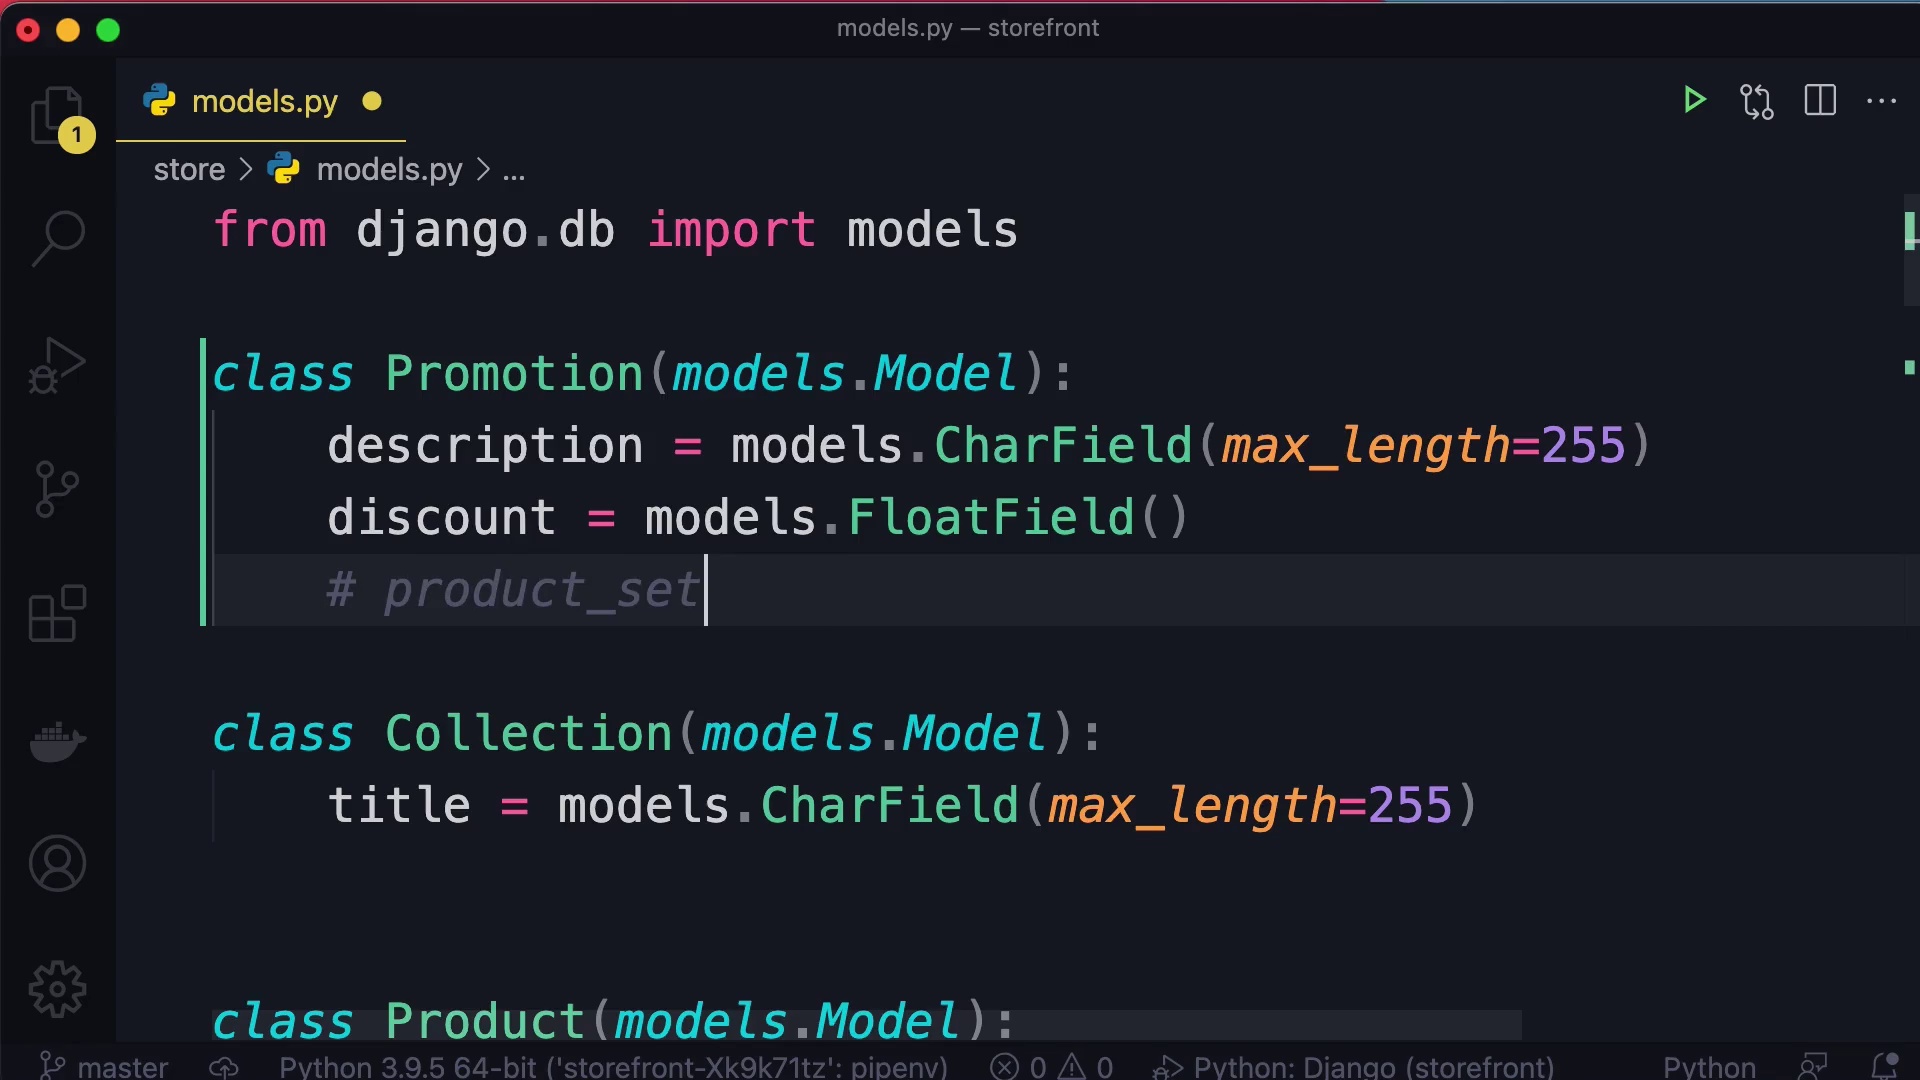 models.py — storefront
models.py
1
store > models.py > ...
from django.db import models
class Promotion(models.Model):
    description = models.CharField(max_length=255)
    discount = models.FloatField()
    # product_set
class Collection(models.Model):
    title = models.CharField(max_length=255)
class Product(models.Model):
master Python 3.9.5 64-bit ('storefront-Xk9k71tz': pipenv) 0 0 Python: Django (storefront) Python